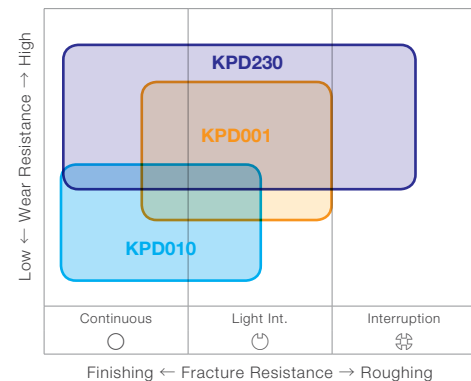 Low ← Wear Resistance → High
KPD230
KPD001
KPD010
Continuous
Light Int.
Interruption
Finishing ← Fracture Resistance → Roughing